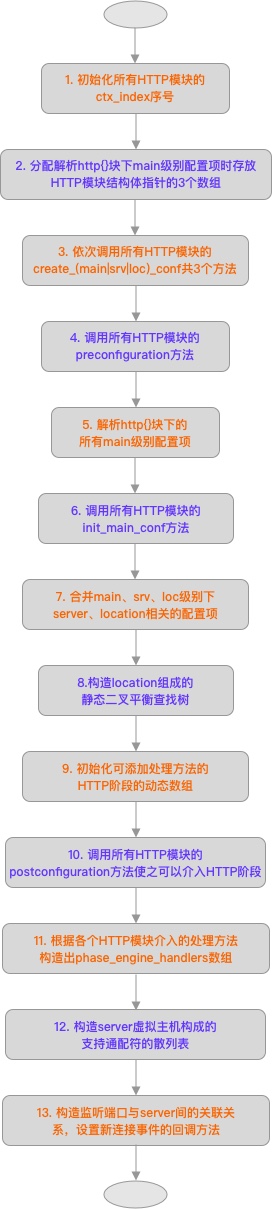 1. 初始化所有HTTP模块的
ctx_index序号
2. 分配解析http{}块下main级别配置项时存放
HTTP模块结构体指针的3个数组
3. 依次调用所有HTTP模块的
create_(main|srv|loc)_conf共3个方法
4. 调用所有HTTP模块的
preconfiguration方法
5. 解析http{}块下的
所有main级别配置项
6. 调用所有HTTP模块的
init_main_conf方法
7. 合并main、srv、loc级别下
server、location相关的配置项
8.构造location组成的
静态二叉平衡查找树
9. 初始化可添加处理方法的
HTTP阶段的动态数组
10. 调用所有HTTP模块的
postconfiguration方法使之可以介入HTTP阶段
11. 根据各个HTTP模块介入的处理方法
构造出phase_engine_handlers数组
12. 构造server虚拟主机构成的
支持通配符的散列表
13. 构造监听端口与server间的关联关
系，设置新连接事件的回调方法